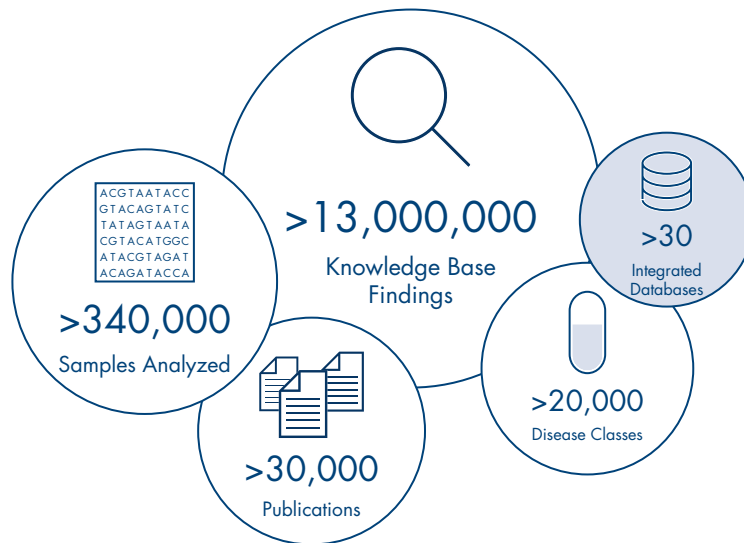 >13,000,000
Knowledge Base
Findings
ACGTAATACC
GTACAGTATC
TATAGTAATA
CGTACATGGC
ATACGTAGAT
ACAGATACCA
>340,000
Samples Analyzed
>30
Integrated
Databases
>20,000
Disease Classes
>30,000
Publications